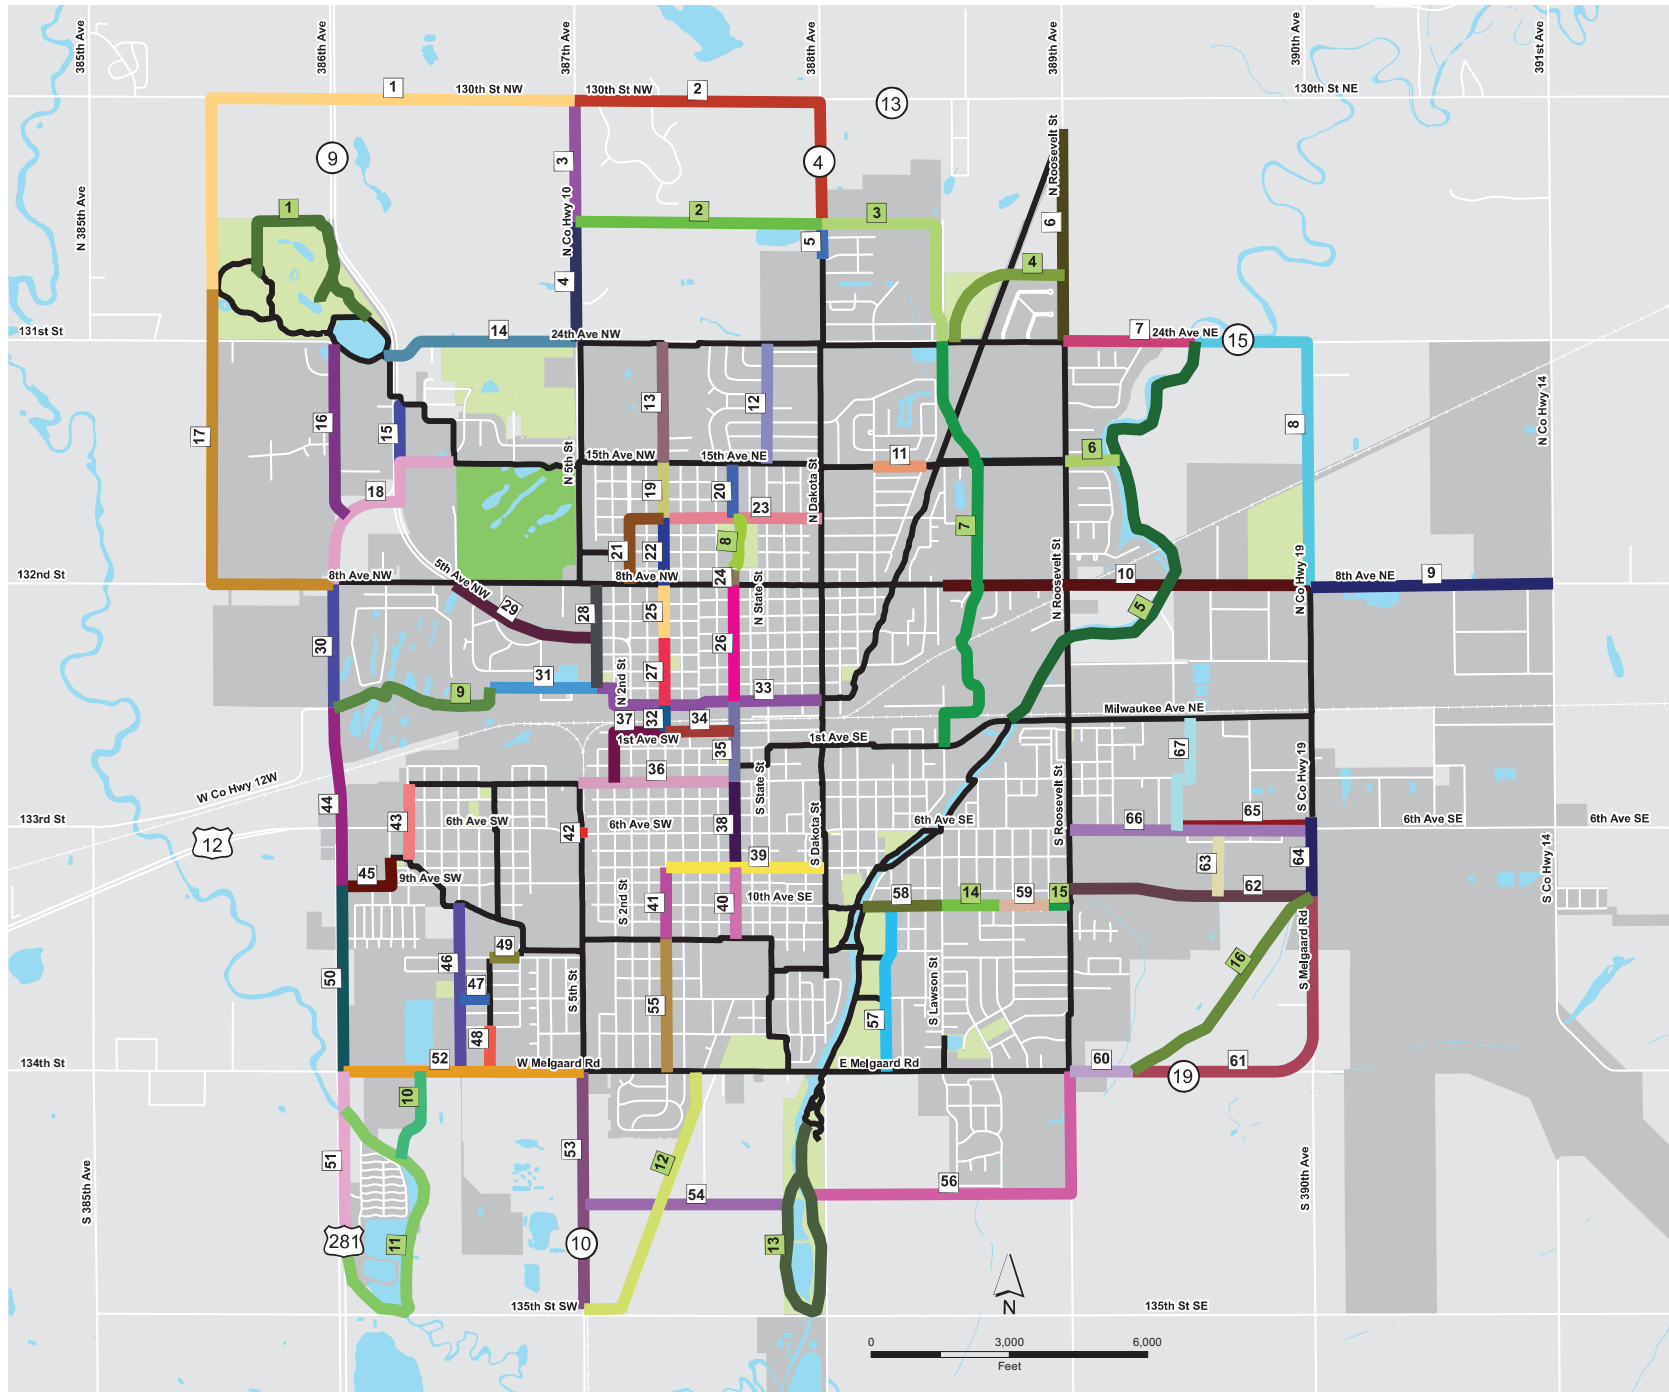 385th Ave
386th Ave
387th Ave
388th Ave
389th Ave
390th Ave
391st Ave
1
130th St NW
130th St NW
2
13
130th St NE
9
3
4
N Roosevelt St
N 385th Ave
1
N Co Hwy 10
2
3
6
5
4
4
131st St
14
24th Ave NW
7
24th Ave NE
15
16
15
13
12
N Co Hwy 14
8
17
N 5th St
15th Ave NW
15th Ave NE
11
6
18
19
20
23
N Dakota St
7
21
22
8
N Roosevelt St
N Co Hwy 19
132nd St
8th Ave NW
5th Ave NW
8th Ave NW
24
10
8th Ave NE
9
29
28
25
N State St
5
30
27
26
31
9
N 2nd St
33
37
32
34
Milwaukee Ave NE
1st Ave SW
35
1st Ave SE
67
W Co Hwy 12W
36
S State St
S Roosevelt St
S Co Hwy 19
44
43
133rd St
12
6th Ave SW
42
6th Ave SW
38
S Dakota St
6th Ave SE
66
65
6th Ave SE
6th Ave SE
39
63
64
45
9th Ave SW
S 2nd St
41
40
10th Ave SE
58
14
59
15
62
S Co Hwy 14
49
46
50
47
S 5th St
55
57
S Lawson St
16
S Melgaard Rd
48
134th St
52
W Melgaard Rd
E Melgaard Rd
60
61
19
10
53
51
12
S 385th Ave
54
56
S 390th Ave
281
11
10
13
N
135th St SW
135th St SE
0
3,000
6,000
Feet